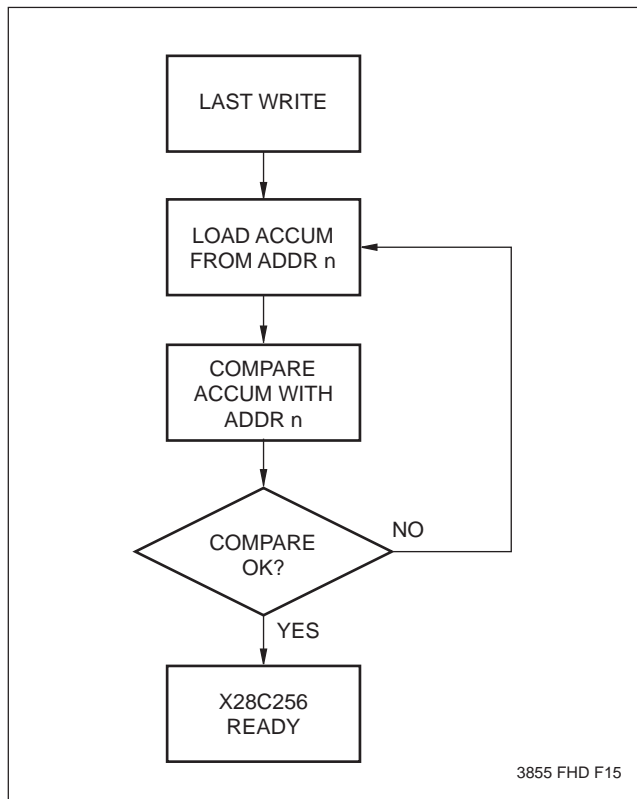 LAST WRITE
LOAD ACCUM
FROM ADDR n
COMPARE
ACCUM WITH
ADDR n
COMPARE
OK?
NO
YES
X28C256
READY
3855 FHD F15